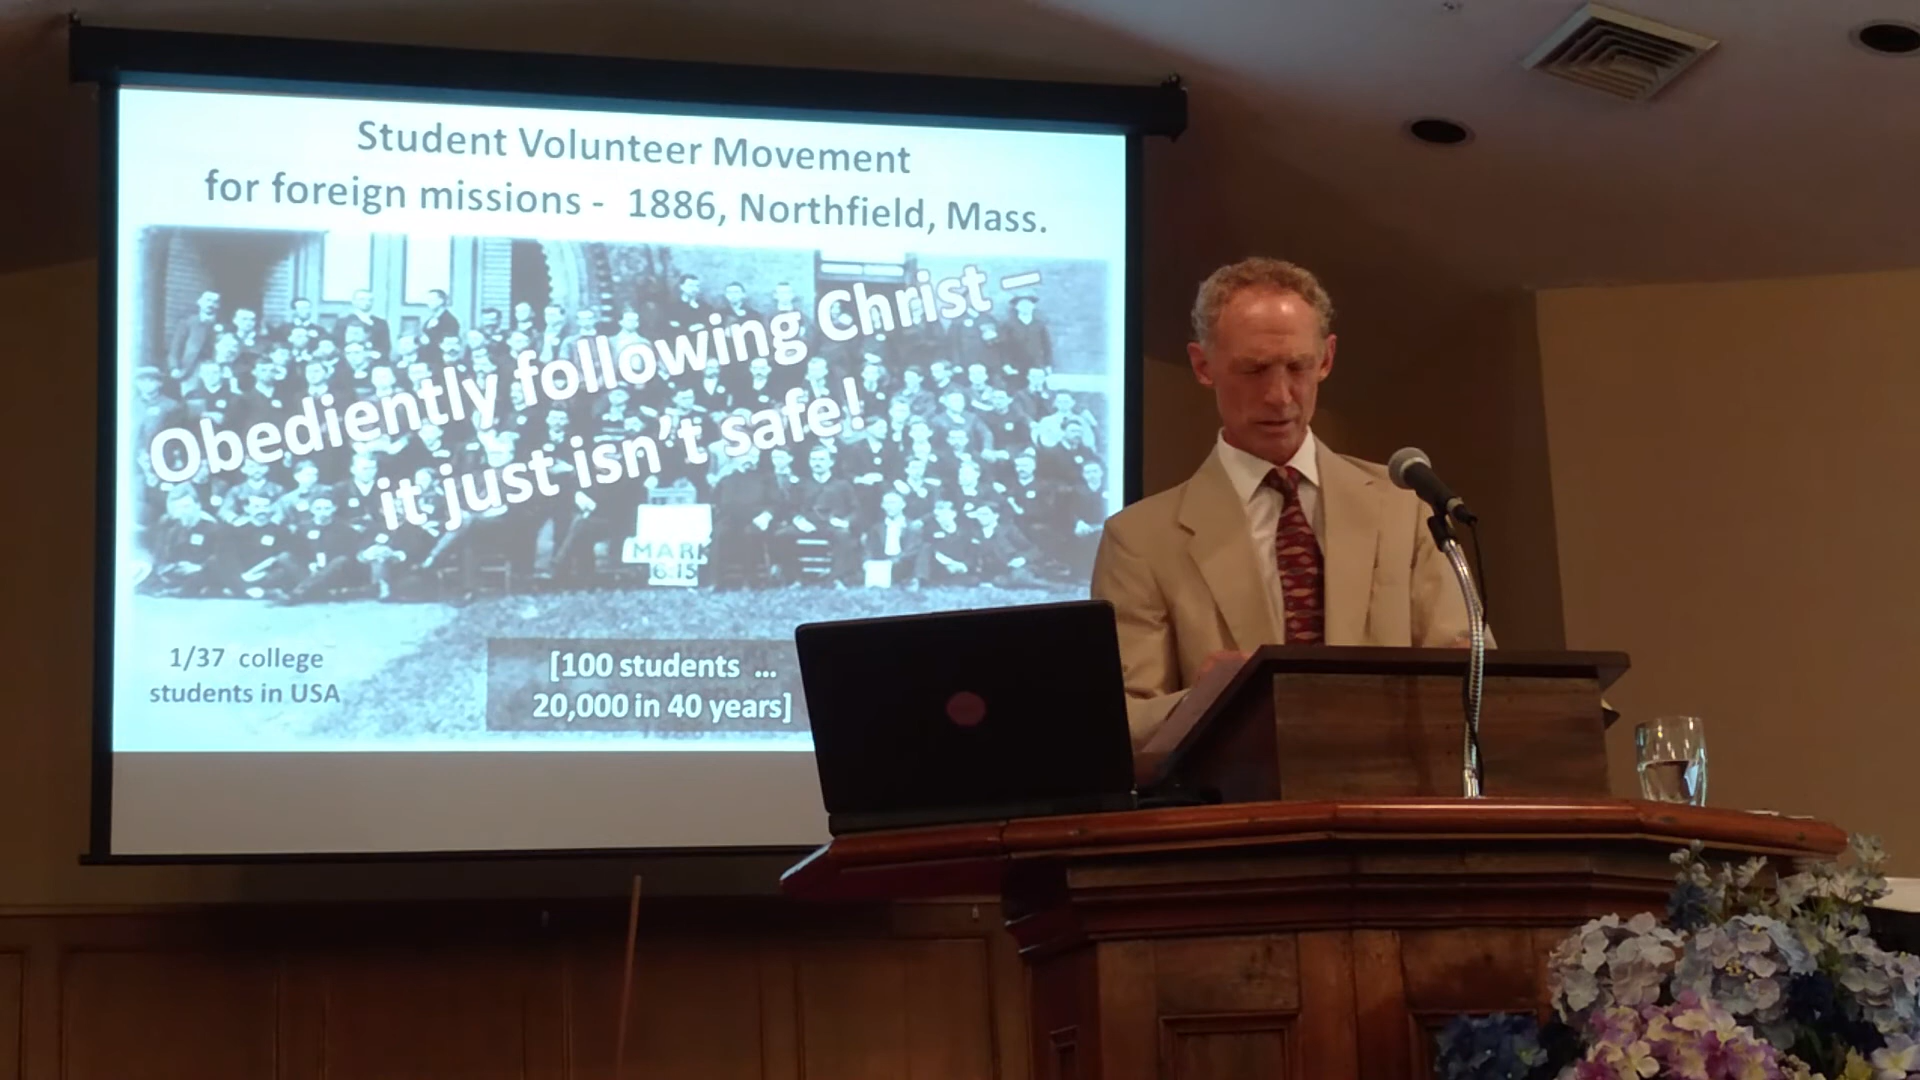 Student Volunteer Movement
for foreign missions - 1886, Northfield, Mass.
Obediently following Christ –
it just isn't safe!
MARK
16:15
1/37 college
students in USA
[100 students ...
20,000 in 40 years]